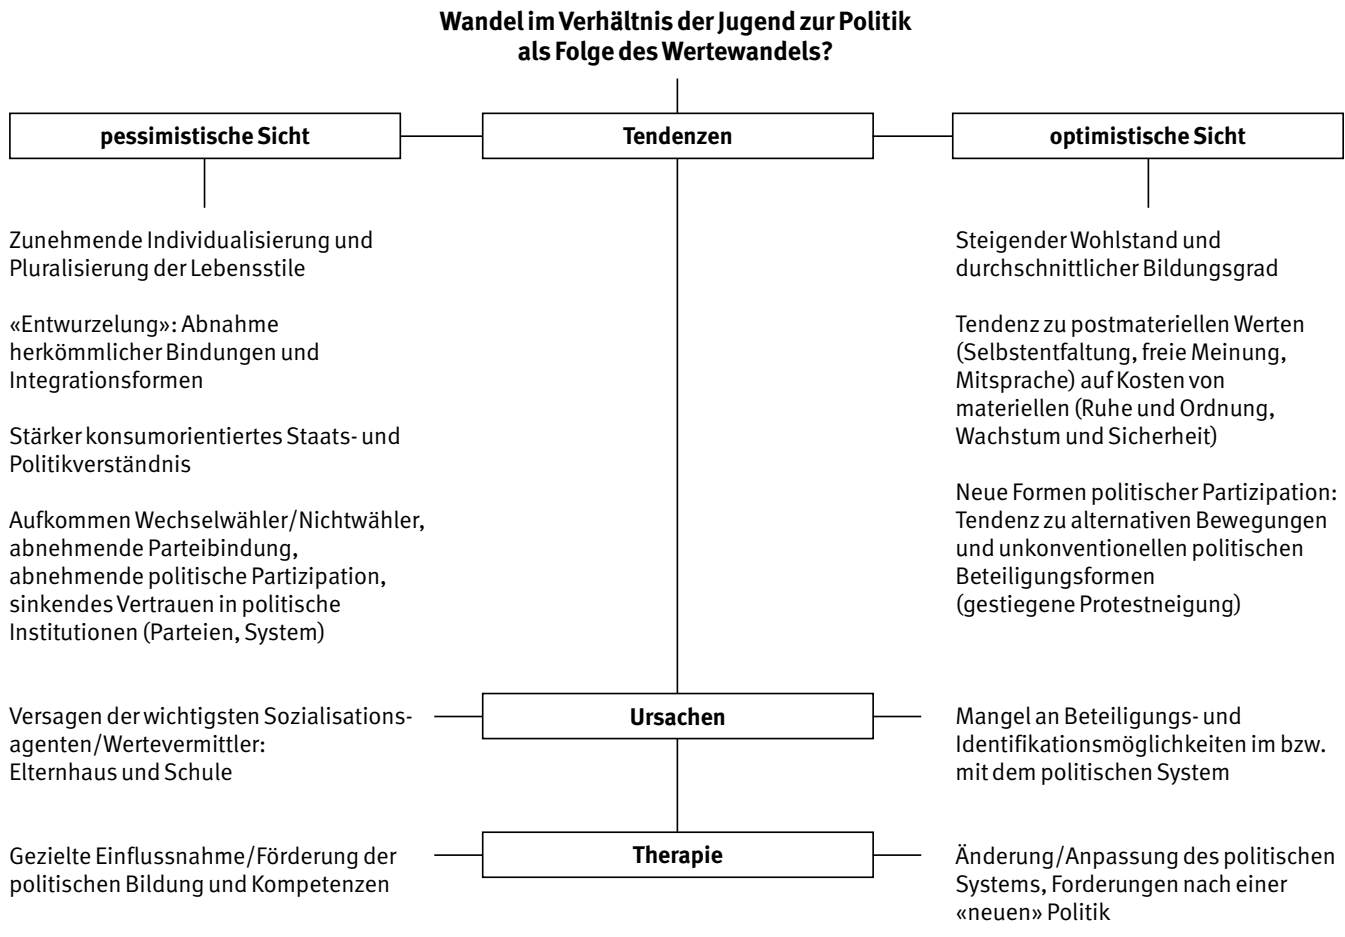 Wandel im Verhältnis der Jugend zur Politik
als Folge des Wertewandels?
pessimistische Sicht
Tendenzen
optimistische Sicht
Zunehmende Individualisierung und
Pluralisierung der Lebensstile
«Entwurzelung»: Abnahme
herkömmlicher Bindungen und
Integrationsformen
Stärker konsumorientiertes Staats- und
Politikverständnis
Aufkommen Wechselwähler/Nichtwähler,
abnehmende Parteibindung,
abnehmende politische Partizipation,
sinkendes Vertrauen in politische
Institutionen (Parteien, System)
Steigender Wohlstand und
durchschnittlicher Bildungsgrad
Tendenz zu postmateriellen Werten
(Selbstentfaltung, freie Meinung,
Mitsprache) auf Kosten von
materiellen (Ruhe und Ordnung,
Wachstum und Sicherheit)
Neue Formen politischer Partizipation:
Tendenz zu alternativen Bewegungen
und unkonventionellen politischen
Beteiligungsformen
(gestiegene Protestneigung)
Versagen der wichtigsten Sozialisations-
agenten/Wertevermittler:
Elternhaus und Schule
Ursachen
Mangel an Beteiligungs- und
Identifikationsmöglichkeiten im bzw.
mit dem politischen System
Gezielte Einflussnahme/Förderung der
politischen Bildung und Kompetenzen
Therapie
Änderung/Anpassung des politischen
Systems, Forderungen nach einer
«neuen» Politik